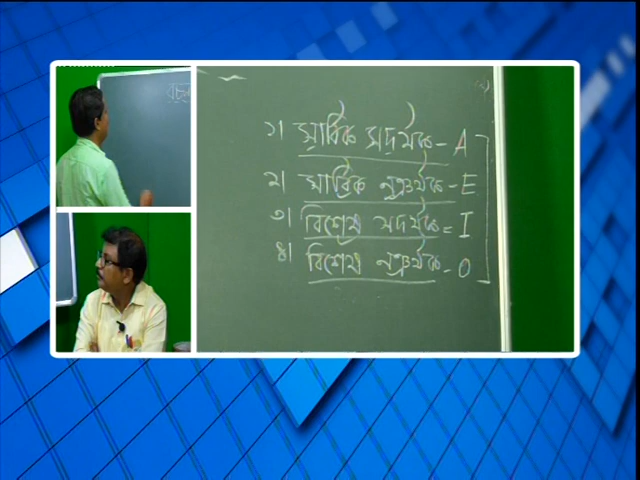 ১। সার্বিক সদর্থক - A
২। সার্বিক নঞর্থক - E
৩। বিশেষ সদর্থক = I
৪। বিশেষ নঞর্থক - O